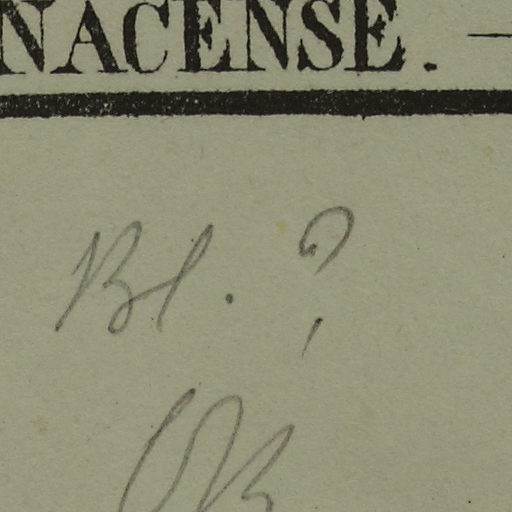 NACENSE. —
Bl. ?